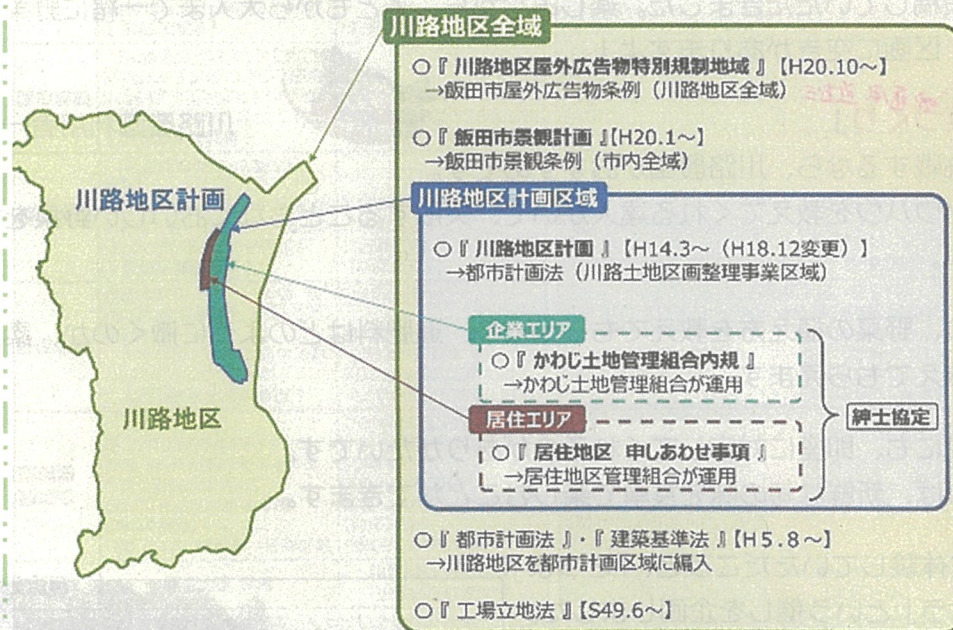 川路地区全域
○『 川路地区屋外広告物特別規制地域 』【H20.10～】
→飯田市屋外広告物条例（川路地区全域）
○『 飯田市景観計画 』【H20.1～】
→飯田市景観条例（市内全域）
川路地区計画
川路地区計画区域
○『 川路地区計画 』【H14.3～（H18.12変更）】
→都市計画法（川路土地区画整理事業区域）
企業エリア
○『 かわじ土地管理組合内規 』
→かわじ土地管理組合が運用
居住エリア
○『 居住地区 申しあわせ事項 』
→居住地区管理組合が運用
紳士協定
川路地区
○『 都市計画法 』・『 建築基準法 』【H５.８～】
→川路地区を都市計画区域に編入
○『 工場立地法 』【S49.6～】